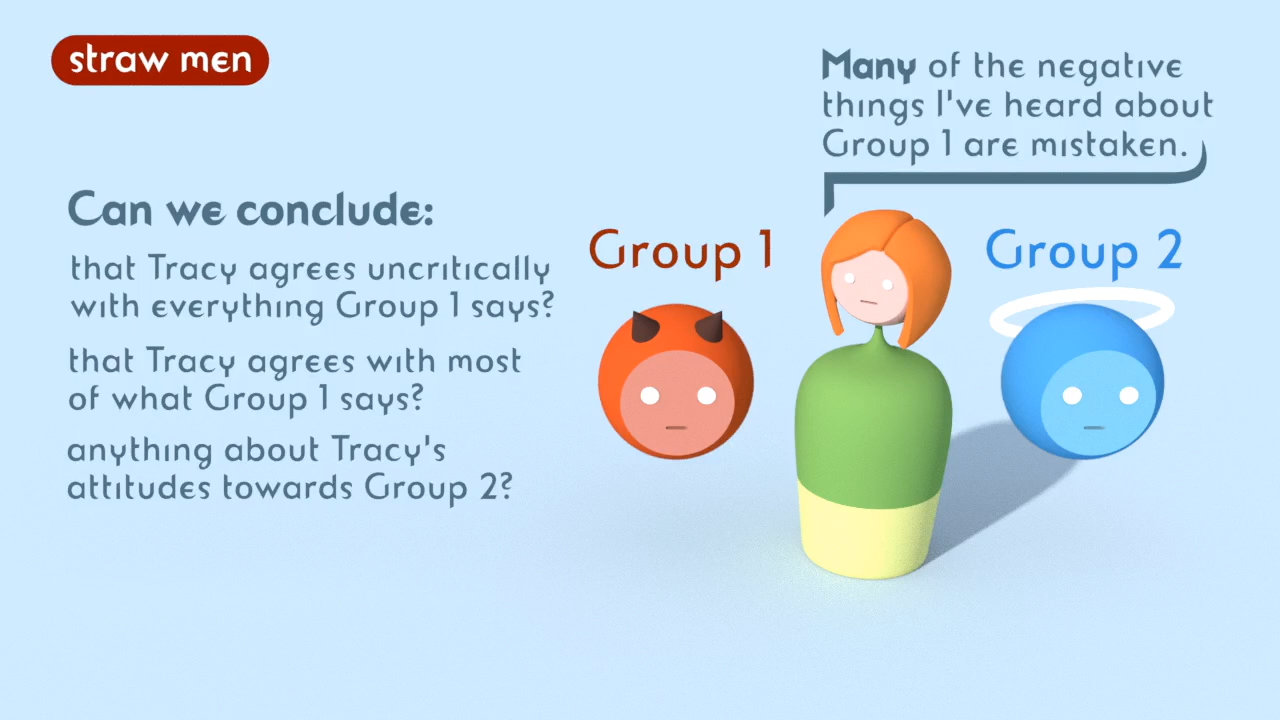 straw men
Many of the negative
things I've heard about
Group 1 are mistaken.
Can we conclude:
that Tracy agrees uncritically
with everything Group 1 says?
that Tracy agrees with most
of what Group 1 says?
anything about Tracy's
attitudes towards Group 2?
Group 1
Group 2